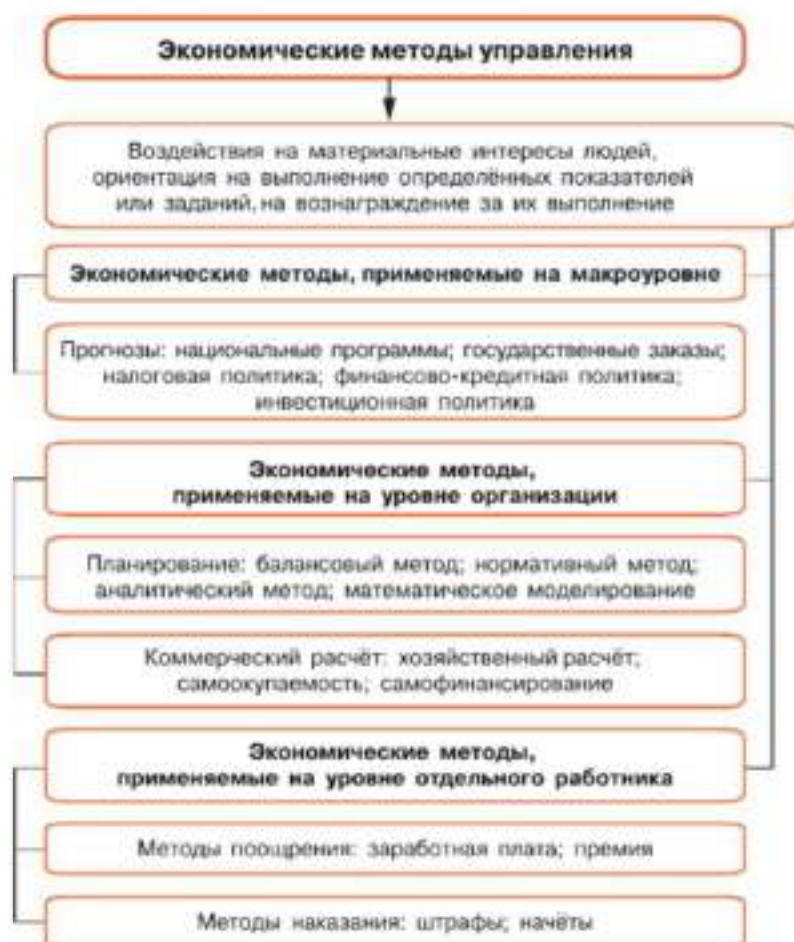 Экономические методы управления
Воздействия на материальные интересы людей,
ориентация на выполнение определённых показателей
или заданий, на вознаграждение за их выполнение
Экономические методы, применяемые на макроуровне
Прогнозы: национальные программы; государственные заказы;
налоговая политика; финансово-кредитная политика;
инвестиционная политика
Экономические методы,
применяемые на уровне организации
Планирование: балансовый метод; нормативный метод;
аналитический метод; математическое моделирование
Коммерческий расчёт: хозяйственный расчёт;
самоокупаемость; самофинансирование
Экономические методы,
применяемые на уровне отдельного работника
Методы поощрения: заработная плата; премия
Методы наказания: штрафы; начёты